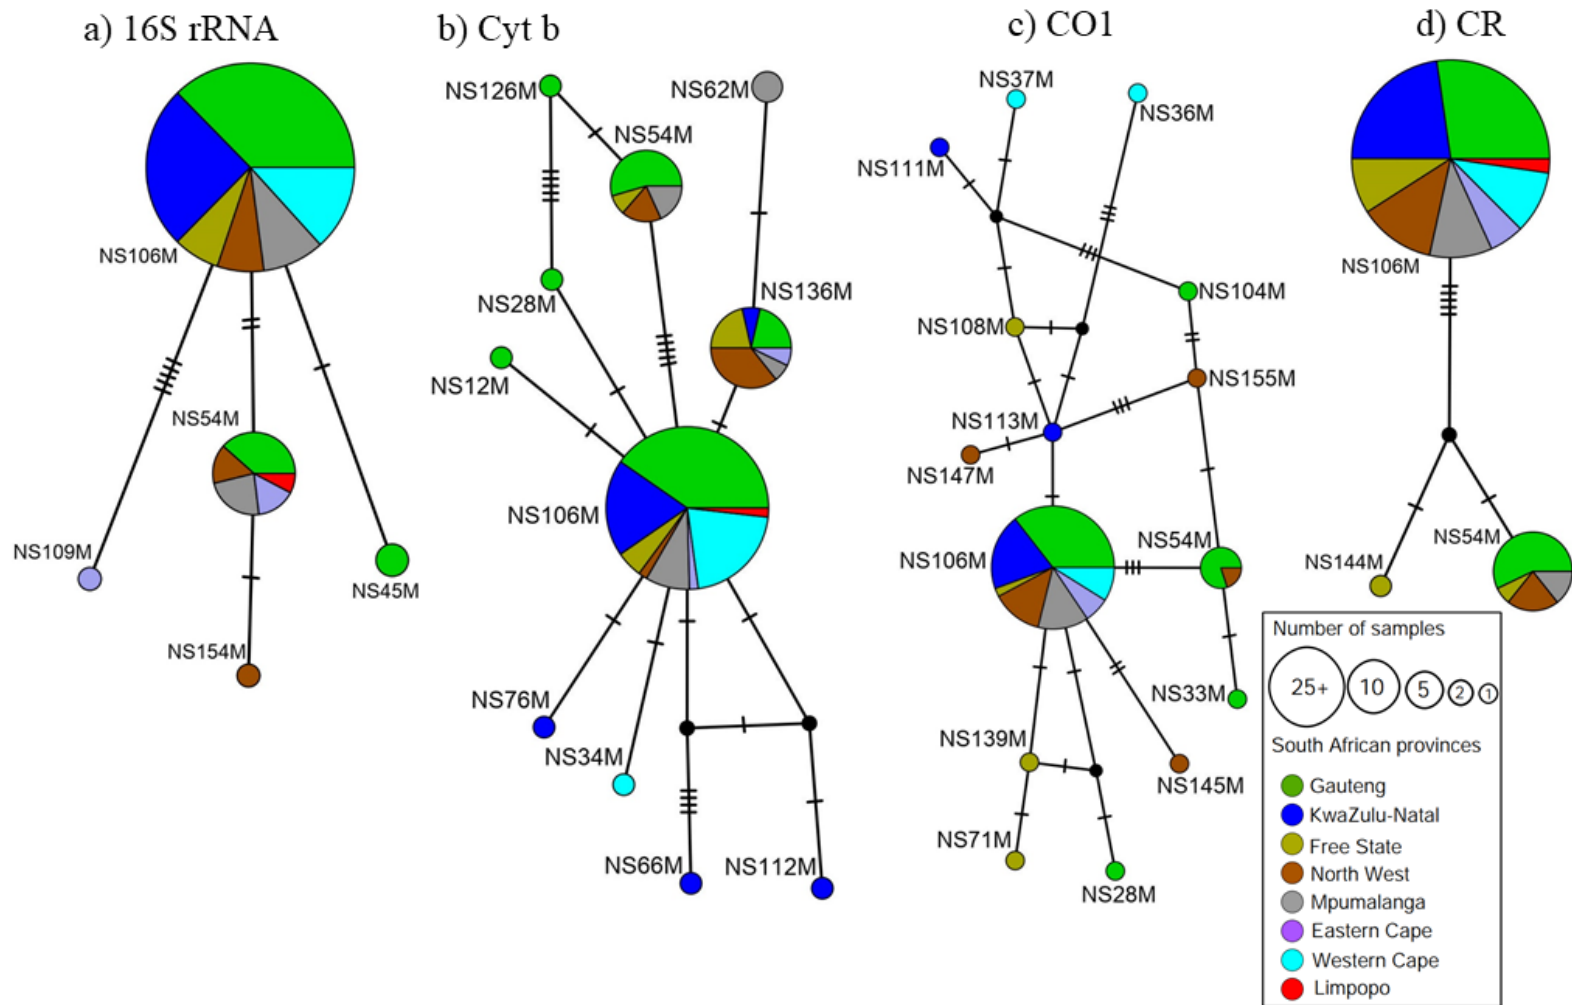 a) 16S rRNA
NS106M
NS54M
NS109M
NS45M
NS154M
b) Cyt b
NS126M
NS62M
NS54M
NS28M
NS136M
NS12M
NS106M
NS76M
NS34M
NS66M
NS112M
c) CO1
NS37M
NS36M
NS111M
NS104M
NS108M
NS155M
NS113M
NS147M
NS106M
NS54M
NS33M
NS139M
NS145M
NS71M
NS28M
d) CR
NS106M
NS54M
NS144M
Number of samples
25+ 10 5 2 1
South African provinces
Gauteng
KwaZulu-Natal
Free State
North West
Mpumalanga
Eastern Cape
Western Cape
Limpopo